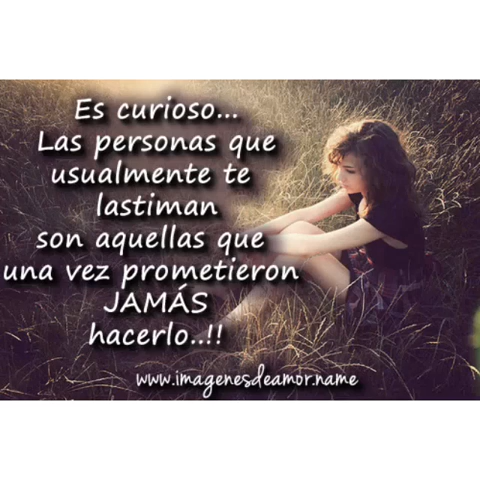 Es curioso...
Las personas que
usualmente te
lastiman
son aquellas que
una vez prometieron
JAMÁS
hacerlo..!!
www.imagenesdeamor.name